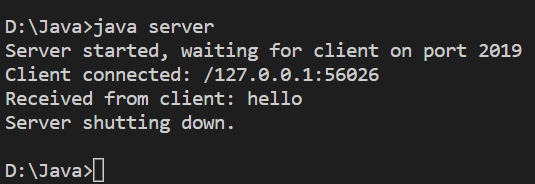 D:\Java>java server
Server started, waiting for client on port 2019
Client connected: /127.0.0.1:56026
Received from client: hello
Server shutting down.
D:\Java>